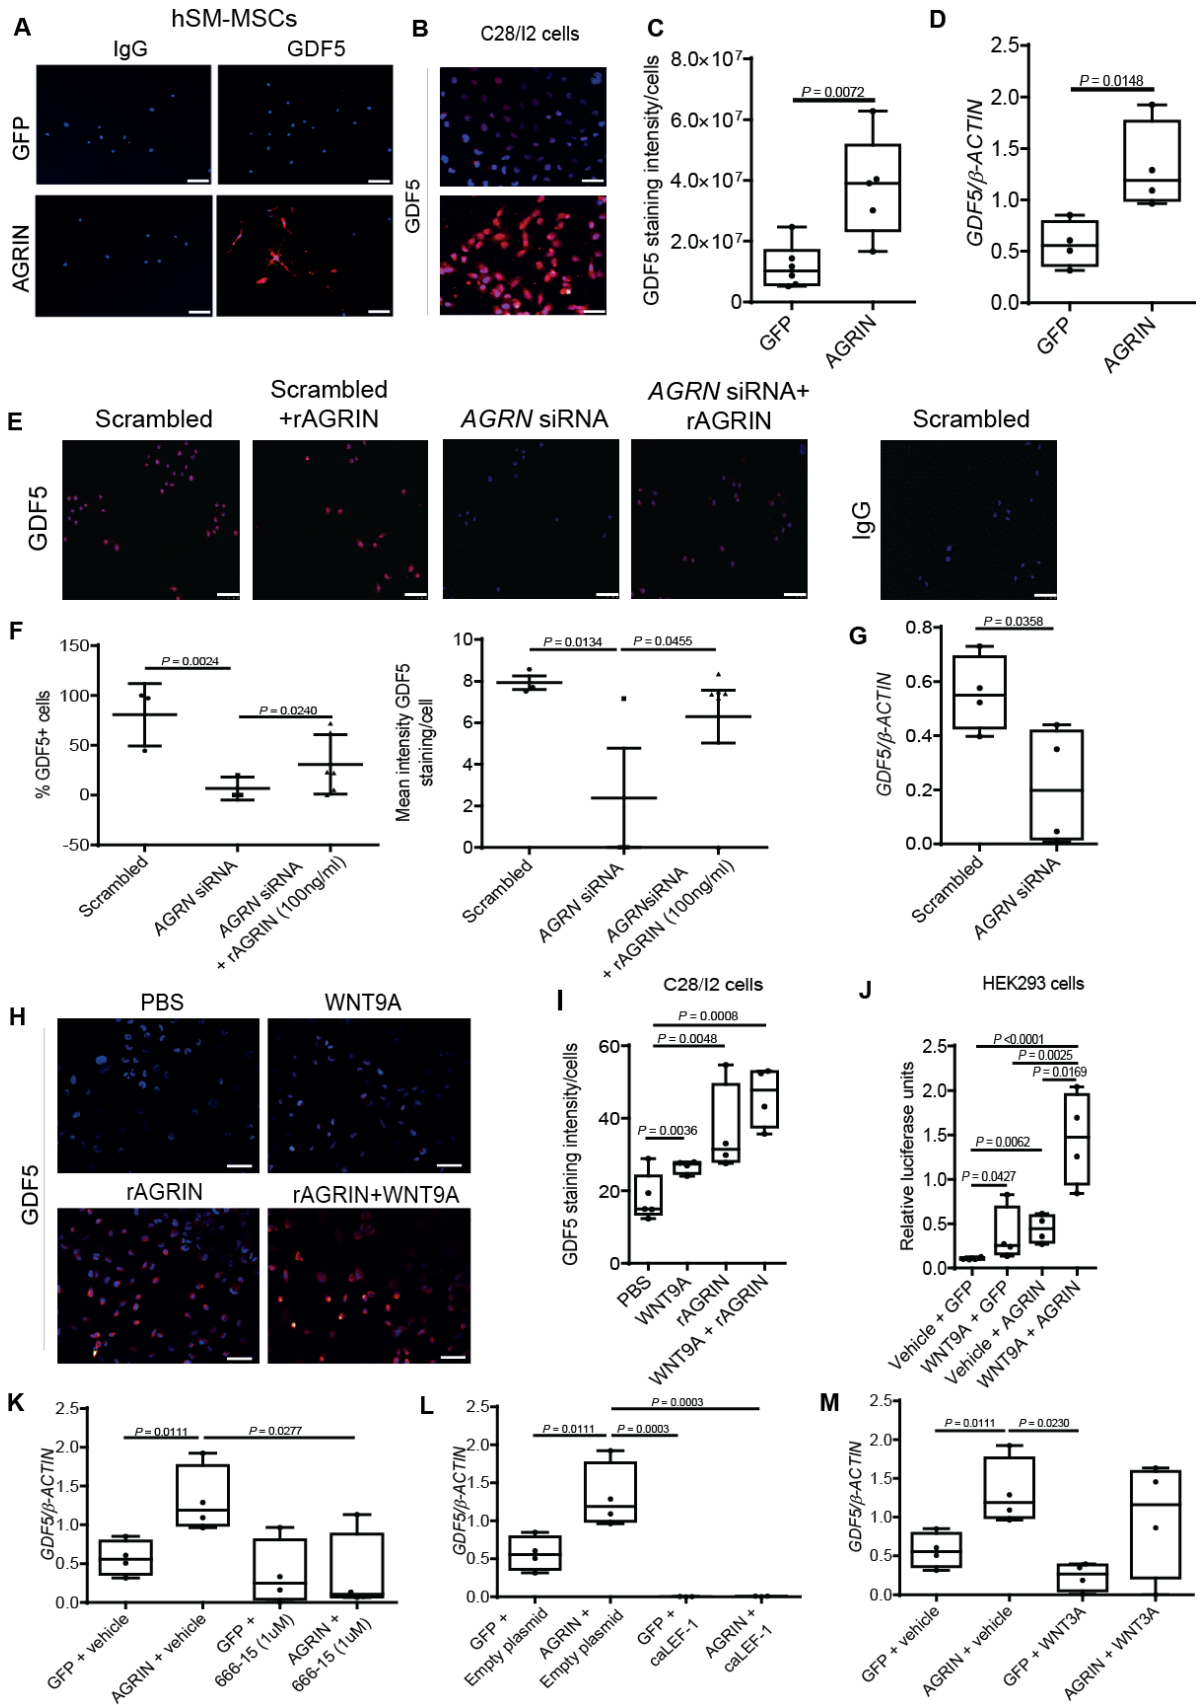 A
hSM-MSCs
IgG
GDF5
GFP
AGRIN
B
C28/I2 cells
GDF5
C
GDF5 staining intensity/cells
8.0×10⁷
6.0×10⁷
4.0×10⁷
2.0×10⁷
0
P = 0.0072
GFP
AGRIN
D
GDF5/β-ACTIN
2.5
2.0
1.5
1.0
0.5
0.0
P = 0.0148
GFP
AGRIN
E
Scrambled
Scrambled
+rAGRIN
AGRN siRNA
AGRN siRNA+
rAGRIN
Scrambled
GDF5
IgG
F
% GDF5+ cells
150
100
50
0
-50
P = 0.0024
P = 0.0240
Scrambled
AGRN siRNA
AGRN siRNA
+ rAGRIN (100ng/ml)
Mean intensity GDF5
staining/cell
10
8
6
4
2
0
P = 0.0134
P = 0.0455
Scrambled
AGRN siRNA
AGRNsiRNA
+ rAGRIN (100ng/ml)
G
GDF5/β-ACTIN
0.8
0.6
0.4
0.2
0.0
P = 0.0358
Scrambled
AGRN siRNA
H
PBS
WNT9A
GDF5
rAGRIN
rAGRIN+WNT9A
I
C28/I2 cells
GDF5 staining intensity/cells
60
40
20
0
P = 0.0008
P = 0.0048
P = 0.0036
PBS
WNT9A
rAGRIN
WNT9A + rAGRIN
J
HEK293 cells
Relative luciferase units
2.5
2.0
1.5
1.0
0.5
0.0
P <0.0001
P = 0.0025
P = 0.0169
P = 0.0062
P = 0.0427
Vehicle + GFP
WNT9A + GFP
Vehicle + AGRIN
WNT9A + AGRIN
K
GDF5/β-ACTIN
2.5
2.0
1.5
1.0
0.5
0.0
P = 0.0111
P = 0.0277
GFP + vehicle
AGRIN + vehicle
GFP +
666-15 (1uM)
AGRIN +
666-15 (1uM)
L
GDF5/β-ACTIN
2.5
2.0
1.5
1.0
0.5
0.0
P = 0.0003
P = 0.0111
P = 0.0003
GFP +
Empty plasmid
AGRIN +
Empty plasmid
GFP +
caLEF-1
AGRIN +
caLEF-1
M
GDF5/β-ACTIN
2.5
2.0
1.5
1.0
0.5
0.0
P = 0.0111
P = 0.0230
GFP + vehicle
AGRIN + vehicle
GFP + WNT3A
AGRIN + WNT3A